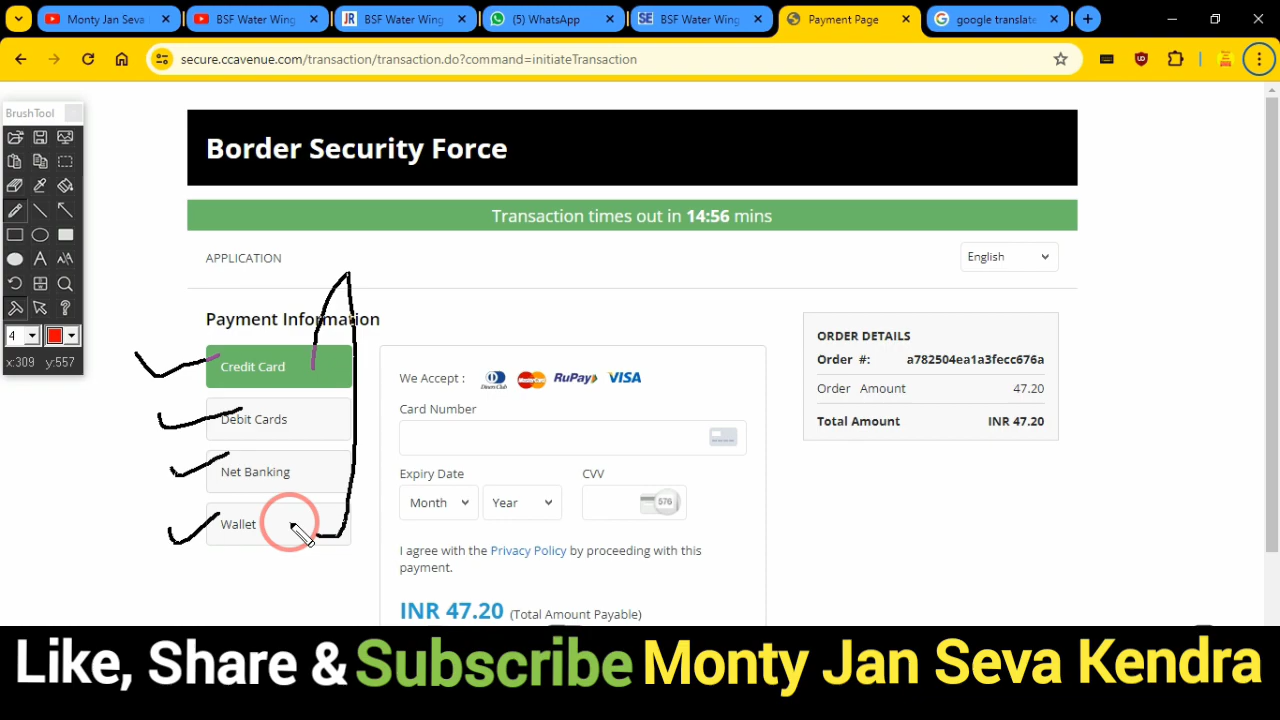 Monty Jan Seva
BSF Water Wing
BSF Water Wing
(5) WhatsApp
BSF Water Wing
Payment Page
google translate
secure.ccavenue.com/transaction/transaction.do?command=initiateTransaction
BrushTool
4
x:309 y:557
Border Security Force
Transaction times out in 14:56 mins
APPLICATION
English
Payment Information
Credit Card
Debit Cards
Net Banking
Wallet
We Accept :
Diners Club
MasterCard
RuPay
VISA
Card Number
Expiry Date
CVV
Month
Year
576
I agree with the Privacy Policy by proceeding with this
payment.
INR 47.20 (Total Amount Payable)
ORDER DETAILS
Order #: a782504ea1a3fecc676a
Order Amount 47.20
Total Amount INR 47.20
Like, Share & Subscribe Monty Jan Seva Kendra